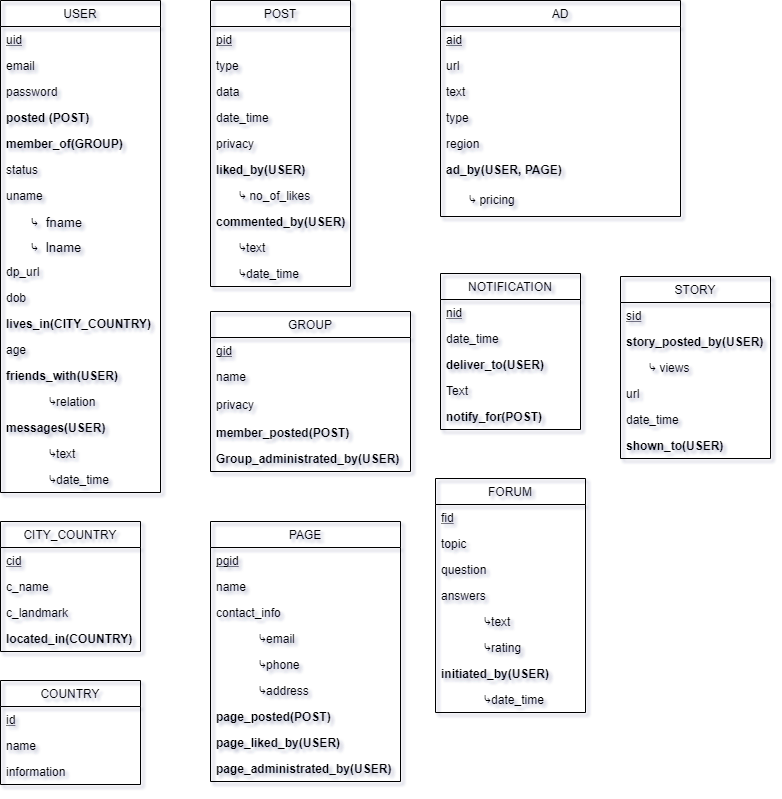 USER
uid
email
password
posted (POST)
member_of(GROUP)
status
uname
↳ fname
↳ lname
dp_url
dob
lives_in(CITY_COUNTRY)
age
friends_with(USER)
↳relation
messages(USER)
↳text
↳date_time
POST
pid
type
data
date_time
privacy
liked_by(USER)
↳ no_of_likes
commented_by(USER)
↳text
↳date_time
AD
aid
url
text
type
region
ad_by(USER, PAGE)
↳ pricing
GROUP
gid
name
privacy
member_posted(POST)
Group_administrated_by(USER)
NOTIFICATION
nid
date_time
deliver_to(USER)
Text
notify_for(POST)
STORY
sid
story_posted_by(USER)
↳ views
url
date_time
shown_to(USER)
CITY_COUNTRY
cid
c_name
c_landmark
located_in(COUNTRY)
PAGE
pgid
name
contact_info
↳email
↳phone
↳address
page_posted(POST)
page_liked_by(USER)
page_administrated_by(USER)
FORUM
fid
topic
question
answers
↳text
↳rating
initiated_by(USER)
↳date_time
COUNTRY
id
name
information